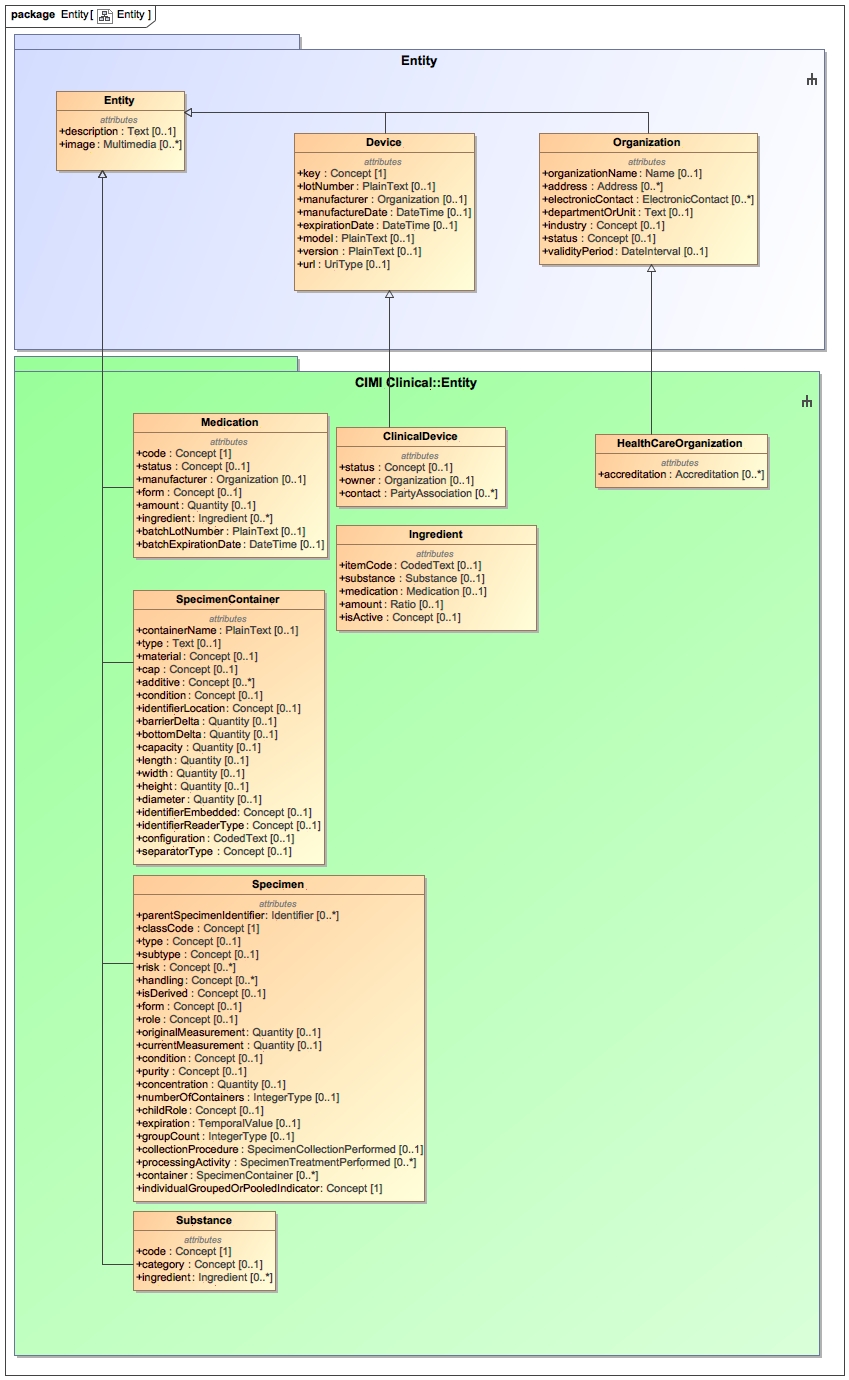 package Entity[ Entity ]
Entity
Entity
attributes
+description : Text [0..1]
+image : Multimedia [0..*]
Device
attributes
+key : Concept [1]
+lotNumber : PlainText [0..1]
+manufacturer : Organization [0..1]
+manufactureDate : DateTime [0..1]
+expirationDate : DateTime [0..1]
+model : PlainText [0..1]
+version : PlainText [0..1]
+url : UriType [0..1]
Organization
attributes
+organizationName : Name [0..1]
+address : Address [0..*]
+electronicContact : ElectronicContact [0..*]
+departmentOrUnit : Text [0..1]
+industry : Concept [0..1]
+status : Concept [0..1]
+validityPeriod : DateInterval [0..1]
CIMI Clinical::Entity
Medication
attributes
+code : Concept [1]
+status : Concept [0..1]
+manufacturer : Organization [0..1]
+form : Concept [0..1]
+amount : Quantity [0..1]
+ingredient : Ingredient [0..*]
+batchLotNumber : PlainText [0..1]
+batchExpirationDate : DateTime [0..1]
ClinicalDevice
attributes
+status : Concept [0..1]
+owner : Organization [0..1]
+contact : PartyAssociation [0..*]
HealthCareOrganization
attributes
+accreditation : Accreditation [0..*]
Ingredient
attributes
+itemCode : CodedText [0..1]
+substance : Substance [0..1]
+medication : Medication [0..1]
+amount : Ratio [0..1]
+isActive : Concept [0..1]
SpecimenContainer
attributes
+containerName : PlainText [0..1]
+type : Text [0..1]
+material : Concept [0..1]
+cap : Concept [0..1]
+additive : Concept [0..*]
+condition : Concept [0..1]
+identifierLocation : Concept [0..1]
+barrierDelta : Quantity [0..1]
+bottomDelta : Quantity [0..1]
+capacity : Quantity [0..1]
+length : Quantity [0..1]
+width : Quantity [0..1]
+height : Quantity [0..1]
+diameter : Quantity [0..1]
+identifierEmbedded : Concept [0..1]
+identifierReaderType : Concept [0..1]
+configuration : CodedText [0..1]
+separatorType : Concept [0..1]
Specimen
attributes
+parentSpecimenIdentifier : Identifier [0..*]
+classCode : Concept [1]
+type : Concept [0..1]
+subtype : Concept [0..1]
+risk : Concept [0..*]
+handling : Concept [0..*]
+isDerived : Concept [0..1]
+form : Concept [0..1]
+role : Concept [0..1]
+originalMeasurement : Quantity [0..1]
+currentMeasurement : Quantity [0..1]
+condition : Concept [0..1]
+purity : Concept [0..1]
+concentration : Quantity [0..1]
+numberOfContainers : IntegerType [0..1]
+childRole : Concept [0..1]
+expiration : TemporalValue [0..1]
+groupCount : IntegerType [0..1]
+collectionProcedure : SpecimenCollectionPerformed [0..1]
+processingActivity : SpecimenTreatmentPerformed [0..*]
+container : SpecimenContainer [0..*]
+individualGroupedOrPooledIndicator : Concept [1]
Substance
attributes
+code : Concept [1]
+category : Concept [0..1]
+ingredient : Ingredient [0..*]